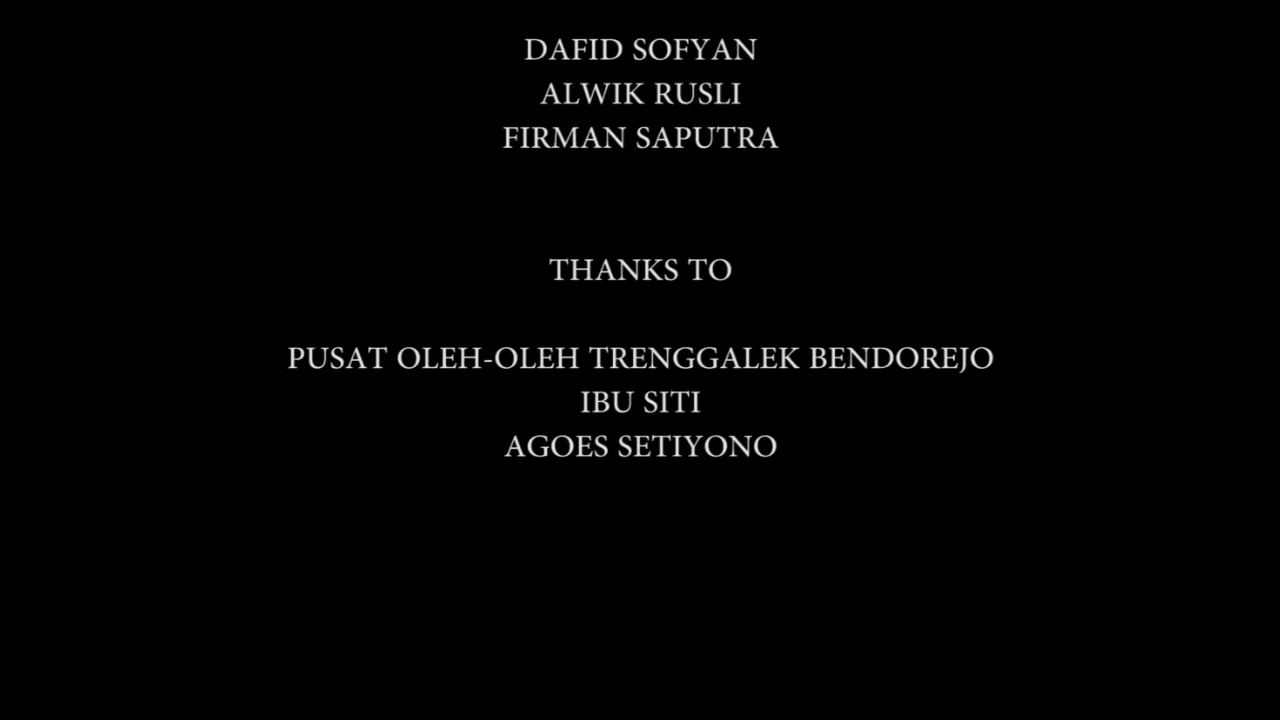 DAFID SOFYAN
ALWIK RUSLI
FIRMAN SAPUTRA
THANKS TO
PUSAT OLEH-OLEH TRENGGALEK BENDOREJO
IBU SITI
AGOES SETIYONO